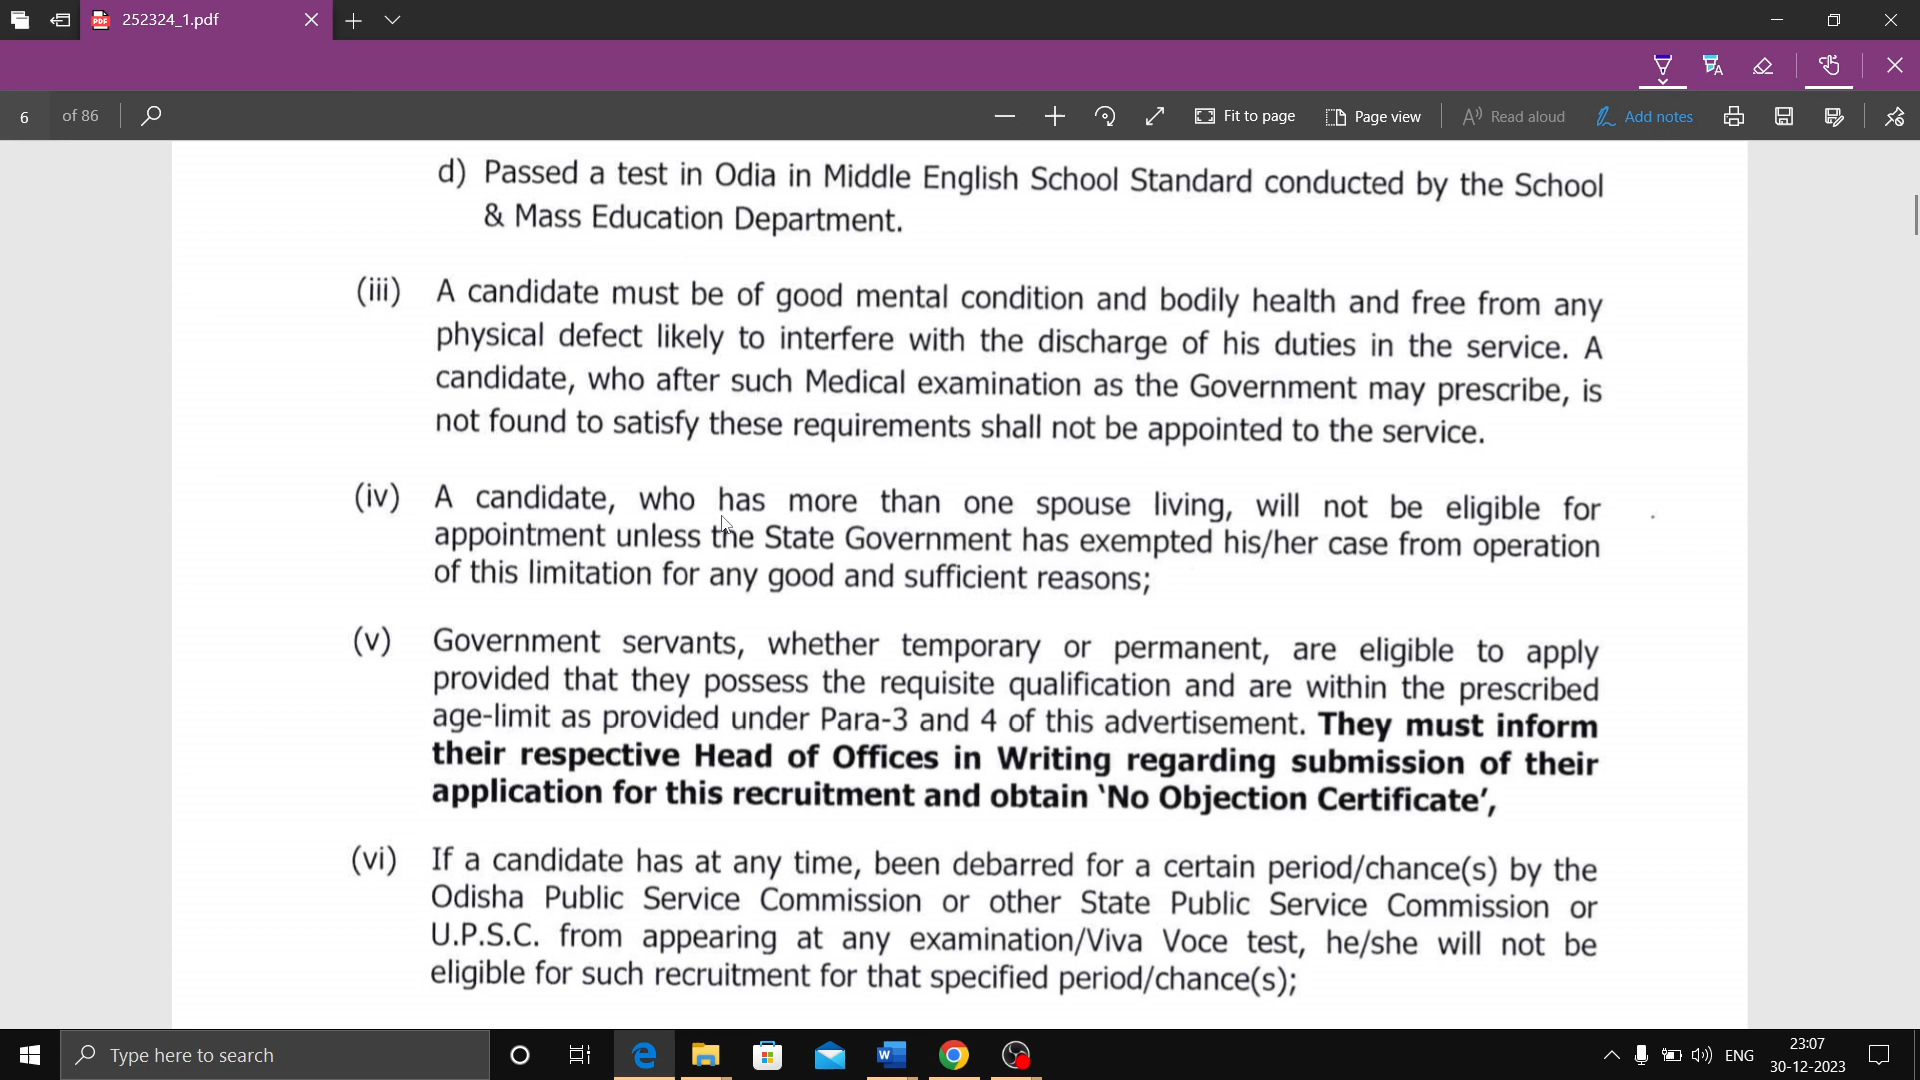 252324_1.pdf
6 of 86 Fit to page Page view Read aloud Add notes
d) Passed a test in Odia in Middle English School Standard conducted by the School
& Mass Education Department.
(iii) A candidate must be of good mental condition and bodily health and free from any
physical defect likely to interfere with the discharge of his duties in the service. A
candidate, who after such Medical examination as the Government may prescribe, is
not found to satisfy these requirements shall not be appointed to the service.
(iv) A candidate, who has more than one spouse living, will not be eligible for
appointment unless the State Government has exempted his/her case from operation
of this limitation for any good and sufficient reasons;
(v) Government servants, whether temporary or permanent, are eligible to apply
provided that they possess the requisite qualification and are within the prescribed
age-limit as provided under Para-3 and 4 of this advertisement. They must inform
their respective Head of Offices in Writing regarding submission of their
application for this recruitment and obtain ‘No Objection Certificate’,
(vi) If a candidate has at any time, been debarred for a certain period/chance(s) by the
Odisha Public Service Commission or other State Public Service Commission or
U.P.S.C. from appearing at any examination/Viva Voce test, he/she will not be
eligible for such recruitment for that specified period/chance(s);
Type here to search
ENG
23:07
30-12-2023